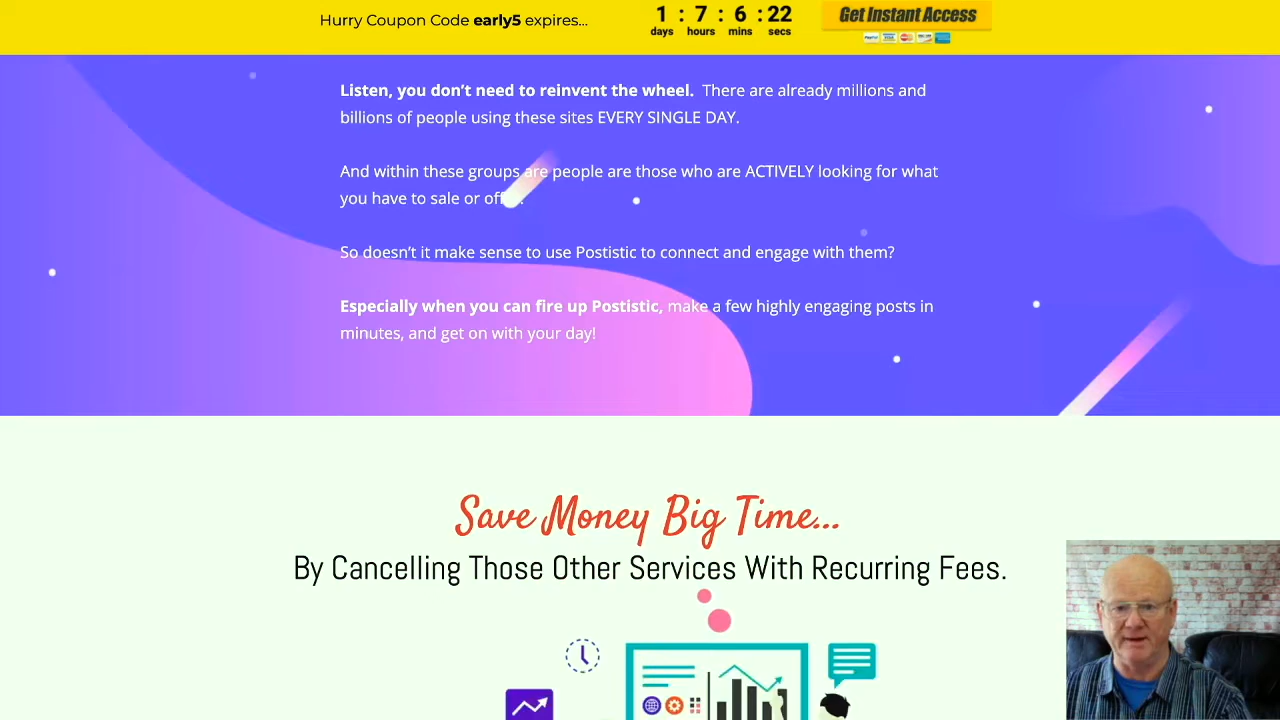 Hurry Coupon Code early5 expires...
1 : 7 : 6 : 22
days hours mins secs
Get Instant Access
Listen, you don't need to reinvent the wheel. There are already millions and
billions of people using these sites EVERY SINGLE DAY.
And within these groups are people are those who are ACTIVELY looking for what
you have to sale or
So doesn't it make sense to use Postistic to connect and engage with them?
Especially when you can fire up Postistic, make a few highly engaging posts in
minutes, and get on with your day!
Save Money Big Time...
By Cancelling Those Other Services With Recurring Fees.